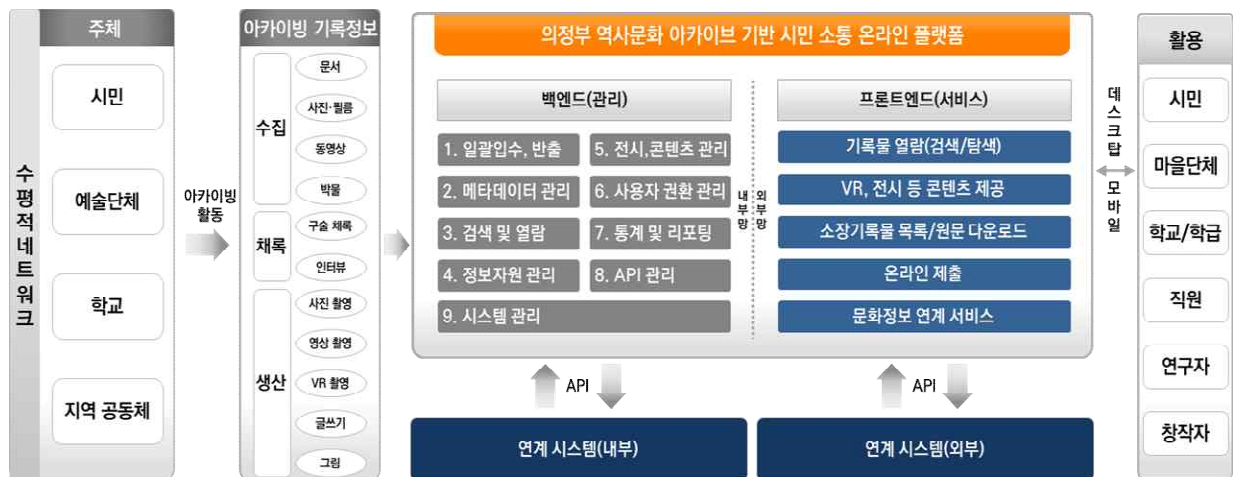 수평적네트워크
주체
시민
예술단체
학교
지역 공동체
아카이빙
활동
아카이빙 기록정보
수집
문서
사진·필름
동영상
박물
채록
구술 채록
인터뷰
생산
사진 촬영
영상 촬영
VR 촬영
글쓰기
그림
의정부 역사문화 아카이브 기반 시민 소통 온라인 플랫폼
백엔드(관리)
1. 일괄입수, 반출
2. 메타데이터 관리
3. 검색 및 열람
4. 정보자원 관리
5. 전시,콘텐츠 관리
6. 사용자 권환 관리
7. 통계 및 리포팅
8. API 관리
9. 시스템 관리
내부망
외부망
프론트엔드(서비스)
기록물 열람(검색/탐색)
VR, 전시 등 콘텐츠 제공
소장기록물 목록/원문 다운로드
온라인 제출
문화정보 연계 서비스
API
API
연계 시스템(내부)
연계 시스템(외부)
데스크탑
모바일
활용
시민
마을단체
학교/학급
직원
연구자
창작자